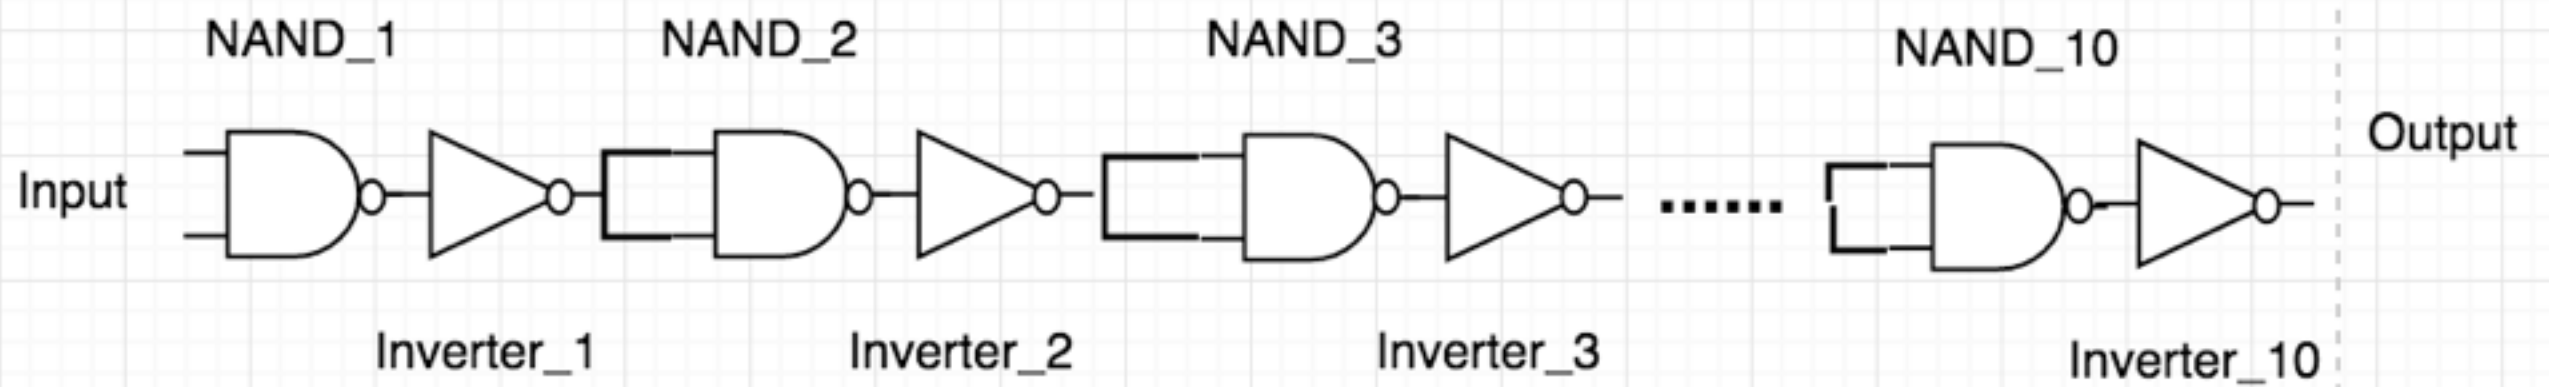 NAND_1
NAND_2
NAND_3
NAND_10
Input
Output
Inverter_1
Inverter_2
Inverter_3
Inverter_10